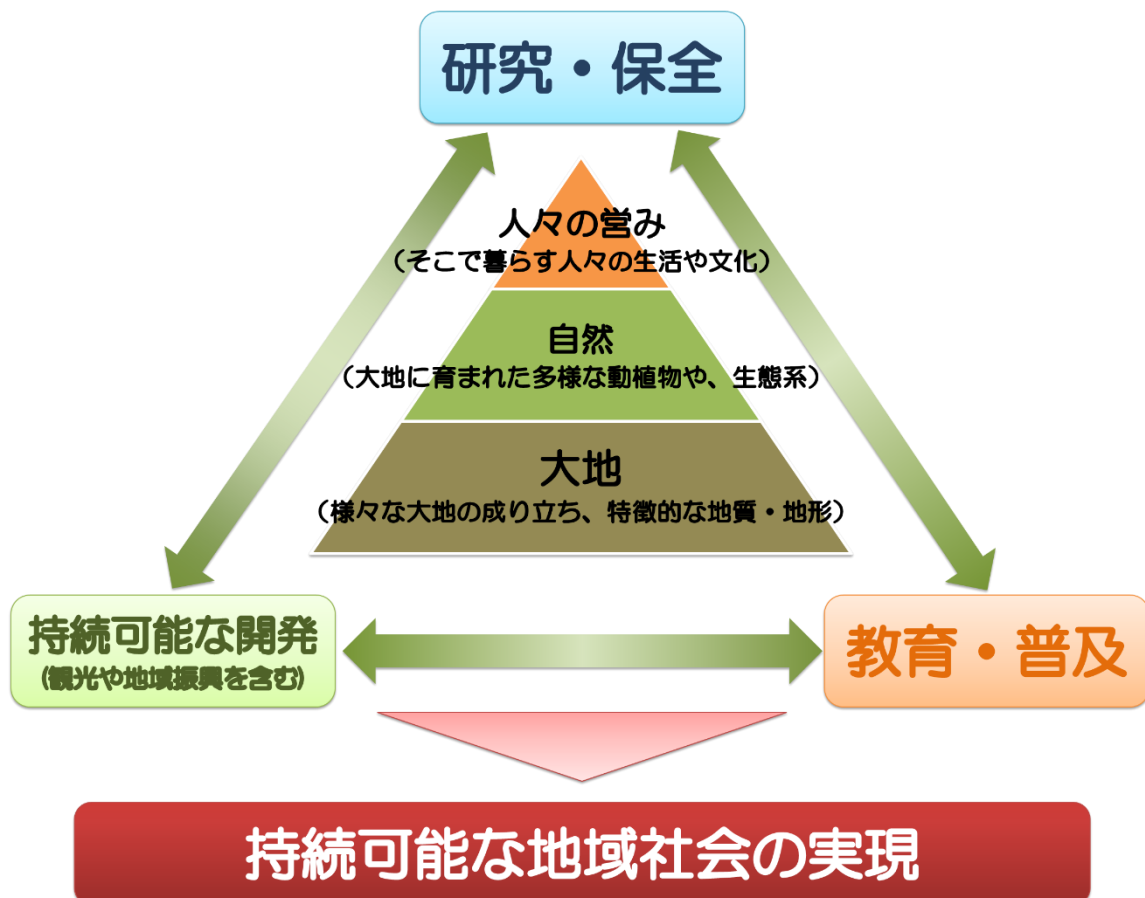 研究・保全
人々の営み
（そこで暮らす人々の生活や文化）
自然
（大地に育まれた多様な動植物や、生態系）
大地
（様々な大地の成り立ち、特徴的な地質・地形）
持続可能な開発
(観光や地域振興を含む)
教育・普及
持続可能な地域社会の実現